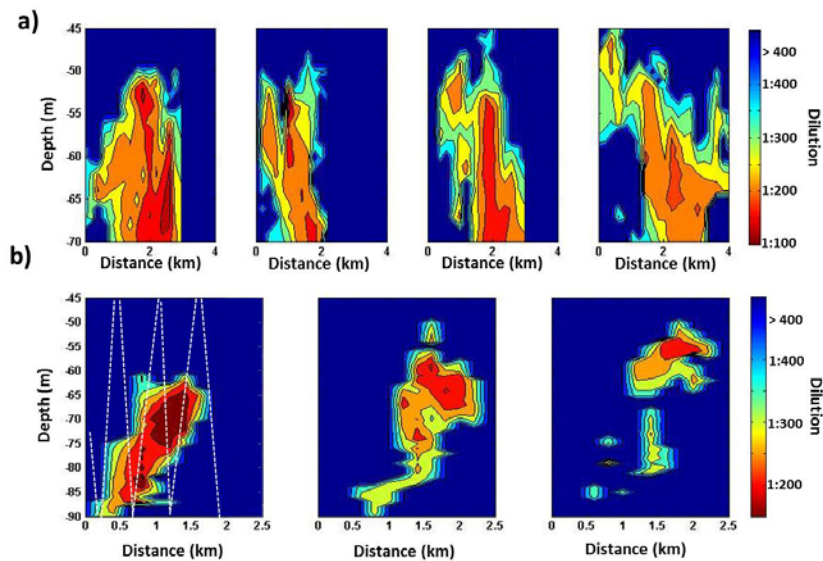 a)
-45
-50
-55
-60
-65
-70
Depth (m)
0 2 4
0 2 4
0 2 4
0 2 4
Distance (km)
Distance (km)
Distance (km)
Distance (km)
> 400
1:400
1:300
1:200
1:100
Dilution
b)
-45
-50
-55
-60
-65
-70
-75
-80
-85
-90
Depth (m)
0 0.5 1 1.5 2 2.5
0 0.5 1 1.5 2 2.5
0 0.5 1 1.5 2 2.5
Distance (km)
Distance (km)
Distance (km)
> 400
1:400
1:300
1:200
Dilution